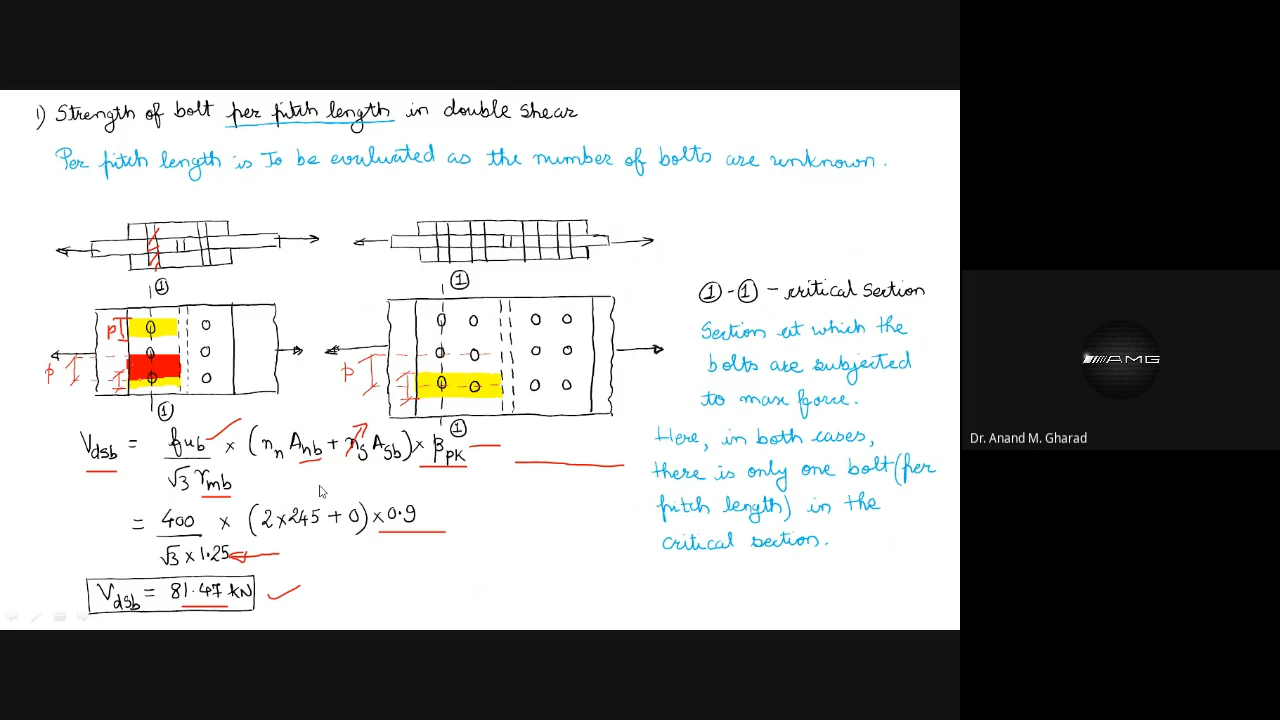 1) Strength of bolt per pitch length in double shear
Per pitch length is To be evaluated as the number of bolts are unknown.
① ①
p
p
p
① ①
① - ① - critical section
Section at which the
bolts are subjected
to max force.
Here, in both cases,
there is only one bolt (per
pitch length) in the
critical section.
Vdsb = fub / √3 γmb × (nn Anb + ns Asb) × βpk
= 400 / √3 × 1.25 × (2×245 + 0) × 0.9
Vdsb = 81.47 kN
AMG
Dr. Anand M. Gharad